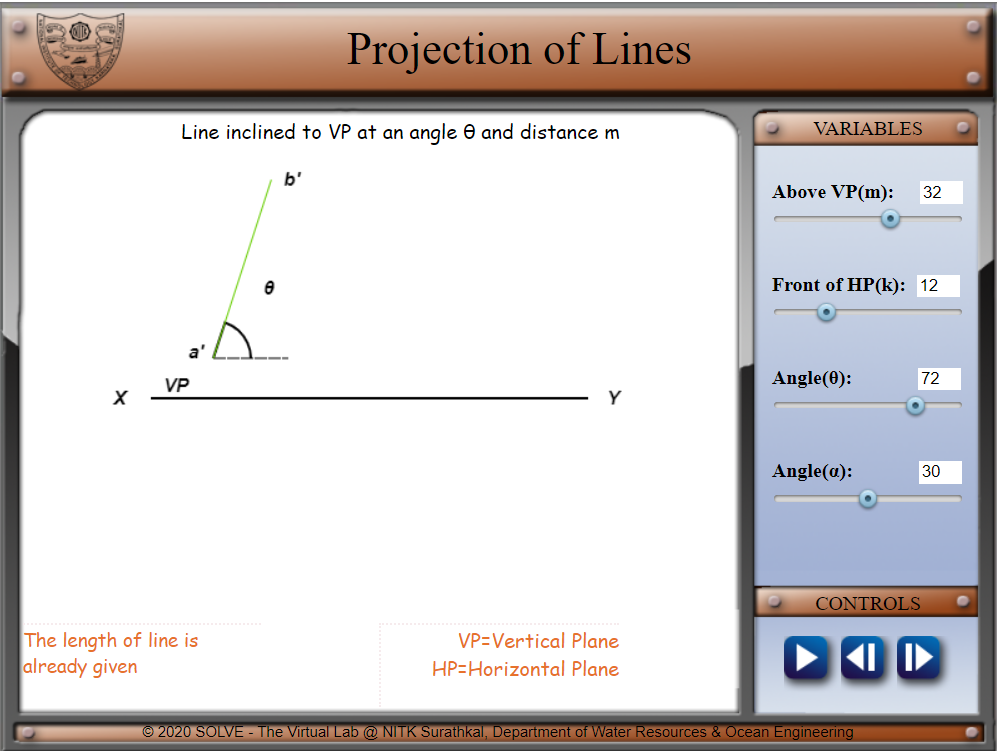 Projection of Lines
Line inclined to VP at an angle θ and distance m
b'
θ
a'
VP
X
Y
The length of line is
already given
VP=Vertical Plane
HP=Horizontal Plane
VARIABLES
Above VP(m): 32
Front of HP(k): 12
Angle(θ): 72
Angle(α): 30
CONTROLS
© 2020 SOLVE - The Virtual Lab @ NITK Surathkal, Department of Water Resources & Ocean Engineering